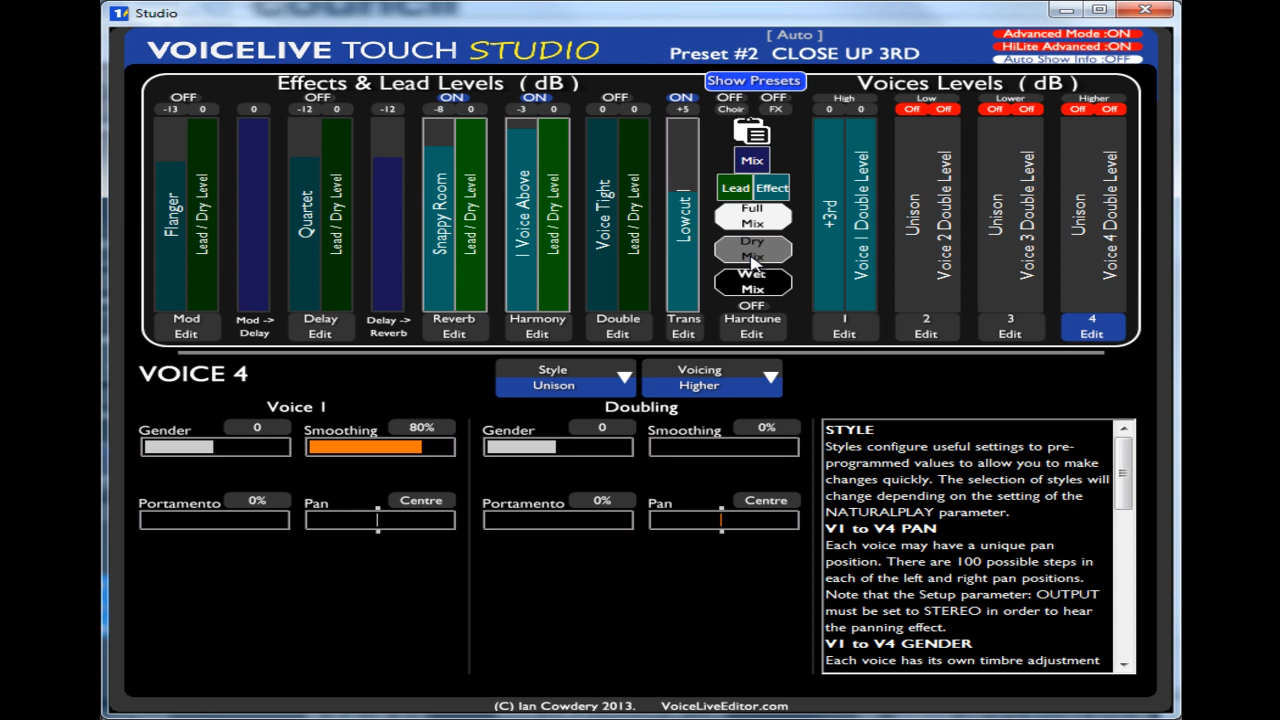 council
Studio
VOICELIVE TOUCH STUDIO
[ Auto ]
Preset #2 CLOSE UP 3RD
Advanced Mode :ON
HiLite Advanced :ON
Auto Show Info :OFF
Effects & Lead Levels ( dB )
Show Presets
Voices Levels ( dB )
OFF OFF ON ON OFF ON OFF OFF High Low Lower Higher
-13 0 0 -12 0 -12 -8 0 -3 0 0 0 +5 Choir FX 0 +5 Off Off Off Off Off Off
Flanger
Lead / Dry Level
Quartet
Lead / Dry Level
Snappy Room
Lead / Dry Level
1 Voice Above
Lead / Dry Level
Voice Tight
Lead / Dry Level
Lowcut 1
Mix
Lead Effect
Full
Mix
Dry
Mix
Wet
Mix
OFF
+3rd
Voice 1 Double Level
Unison
Voice 2 Double Level
Unison
Voice 3 Double Level
Unison
Voice 4 Double Level
Mod
Edit
Mod ->
Delay
Delay
Edit
Delay ->
Reverb
Reverb
Edit
Harmony
Edit
Double
Edit
Trans
Edit
Hardtune
Edit
1
Edit
2
Edit
3
Edit
4
Edit
VOICE 4
Style
Unison
Voicing
Higher
Voice 1
Gender 0
Smoothing 80%
Portamento 0%
Pan Centre
Doubling
Gender 0
Smoothing 0%
Portamento 0%
Pan Centre
STYLE
Styles configure useful settings to pre-
programmed values to allow you to make
changes quickly. The selection of styles will
change depending on the setting of the
NATURALPLAY parameter.
V1 to V4 PAN
Each voice may have a unique pan
position. There are 100 possible steps in
each of the left and right pan positions.
Note that the Setup parameter: OUTPUT
must be set to STEREO in order to hear
the panning effect.
V1 to V4 GENDER
Each voice has its own timbre adjustment
(C) Ian Cowdery 2013. VoiceLiveEditor.com